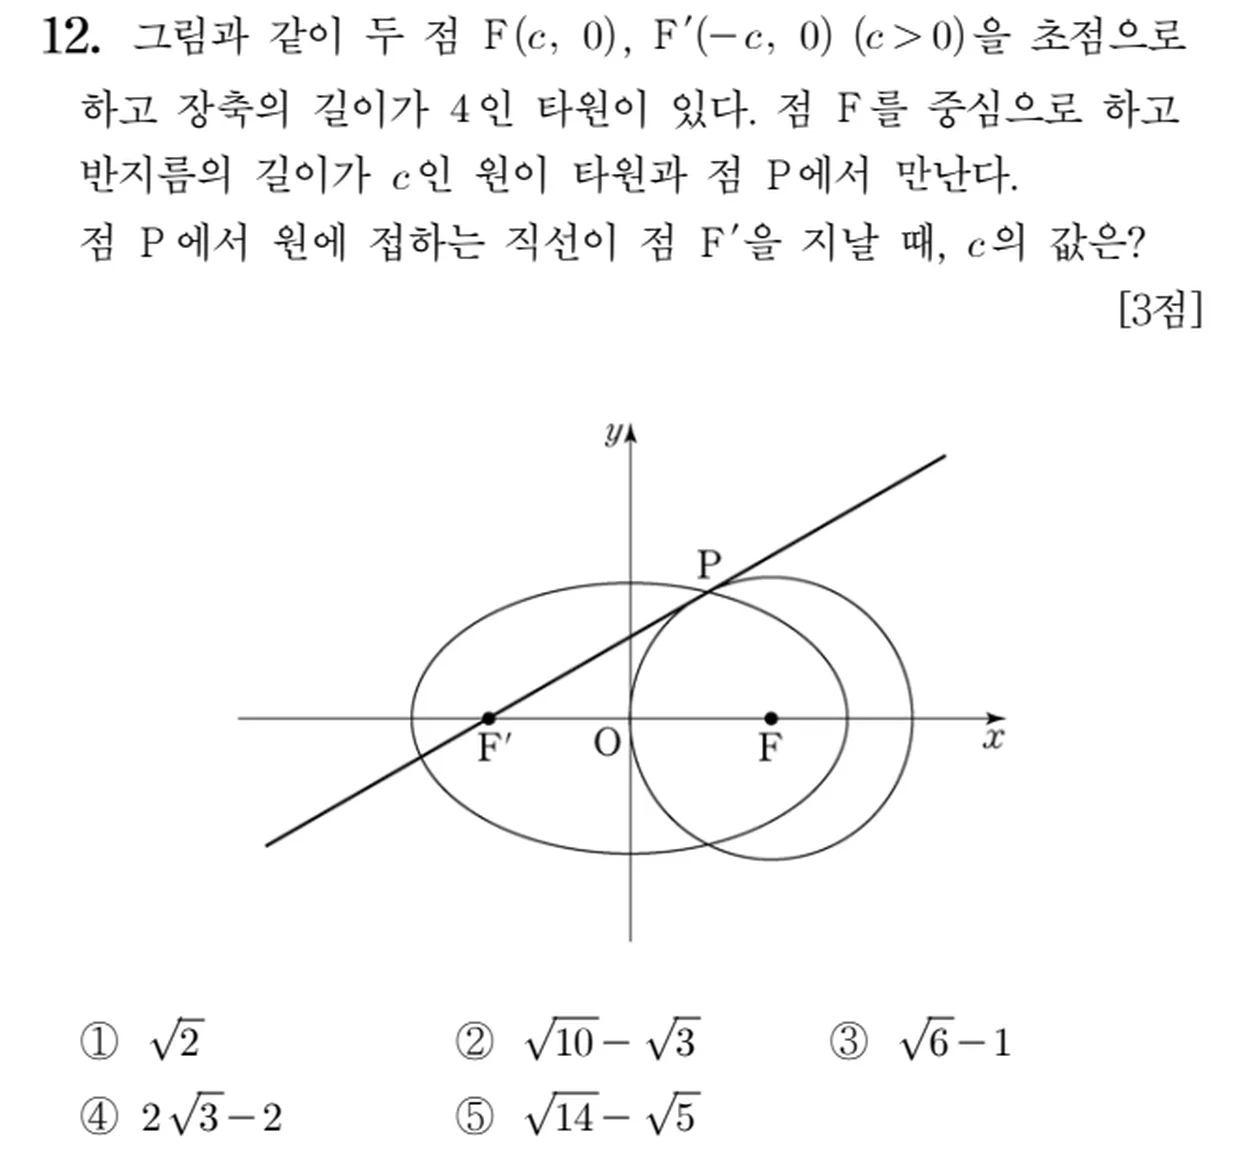 12. 그림과 같이 두 점 F(c, 0), F′(−c, 0) (c>0)을 초점으로
하고 장축의 길이가 4인 타원이 있다. 점 F를 중심으로 하고
반지름의 길이가 c인 원이 타원과 점 P에서 만난다.
점 P에서 원에 접하는 직선이 점 F′을 지날 때, c의 값은?
[3점]
y
P
F′
O
F
x
① √2 ② √10−√3 ③ √6−1
④ 2√3−2 ⑤ √14−√5